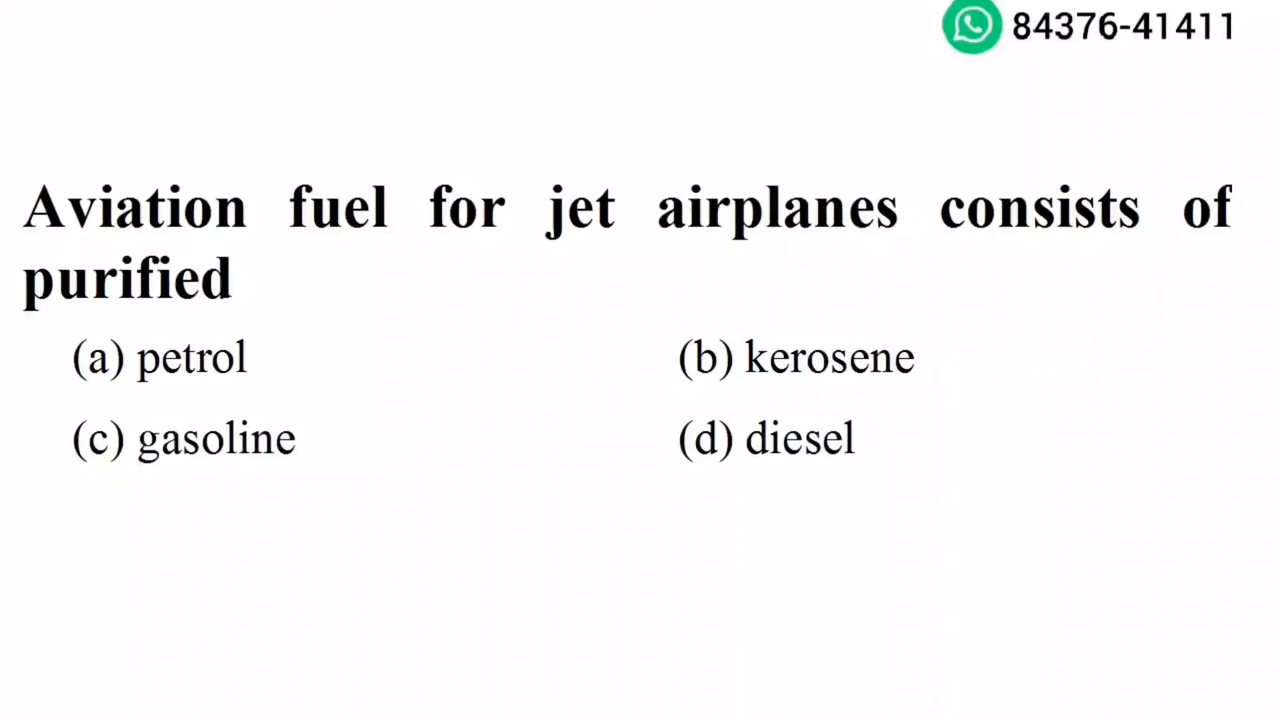 84376-41411
Aviation fuel for jet airplanes consists of
purified
(a) petrol (b) kerosene
(c) gasoline (d) diesel